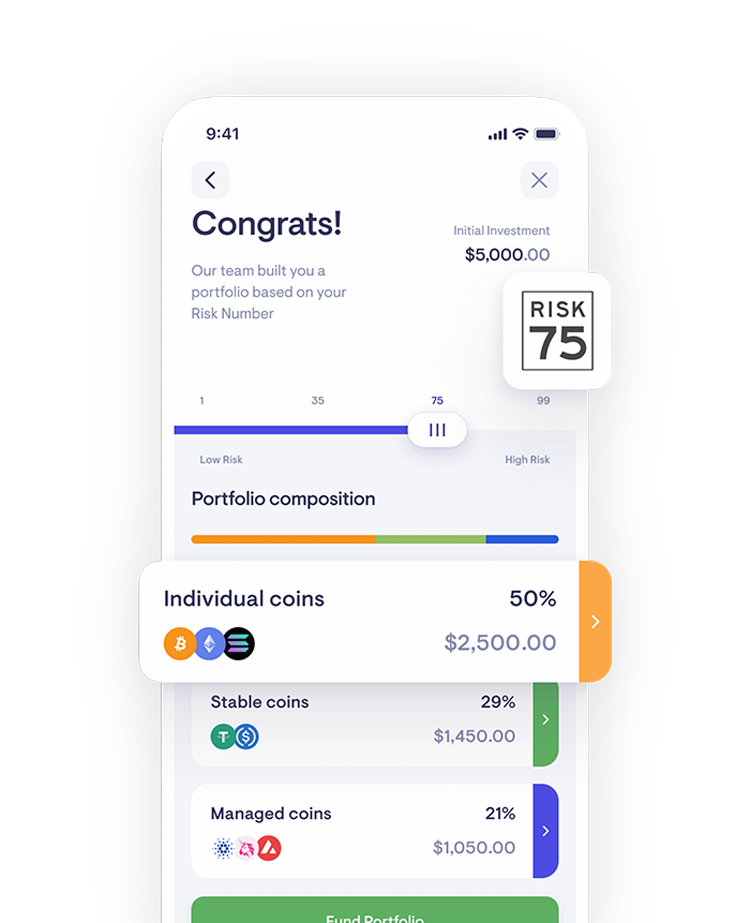 9:41
Congrats!
Initial Investment
$5,000.00
Our team built you a
portfolio based on your
Risk Number
RISK
75
1 35 75 99
Low Risk High Risk
Portfolio composition
Individual coins 50%
$2,500.00
Stable coins 29%
$1,450.00
Managed coins 21%
$1,050.00
Fund Portfolio